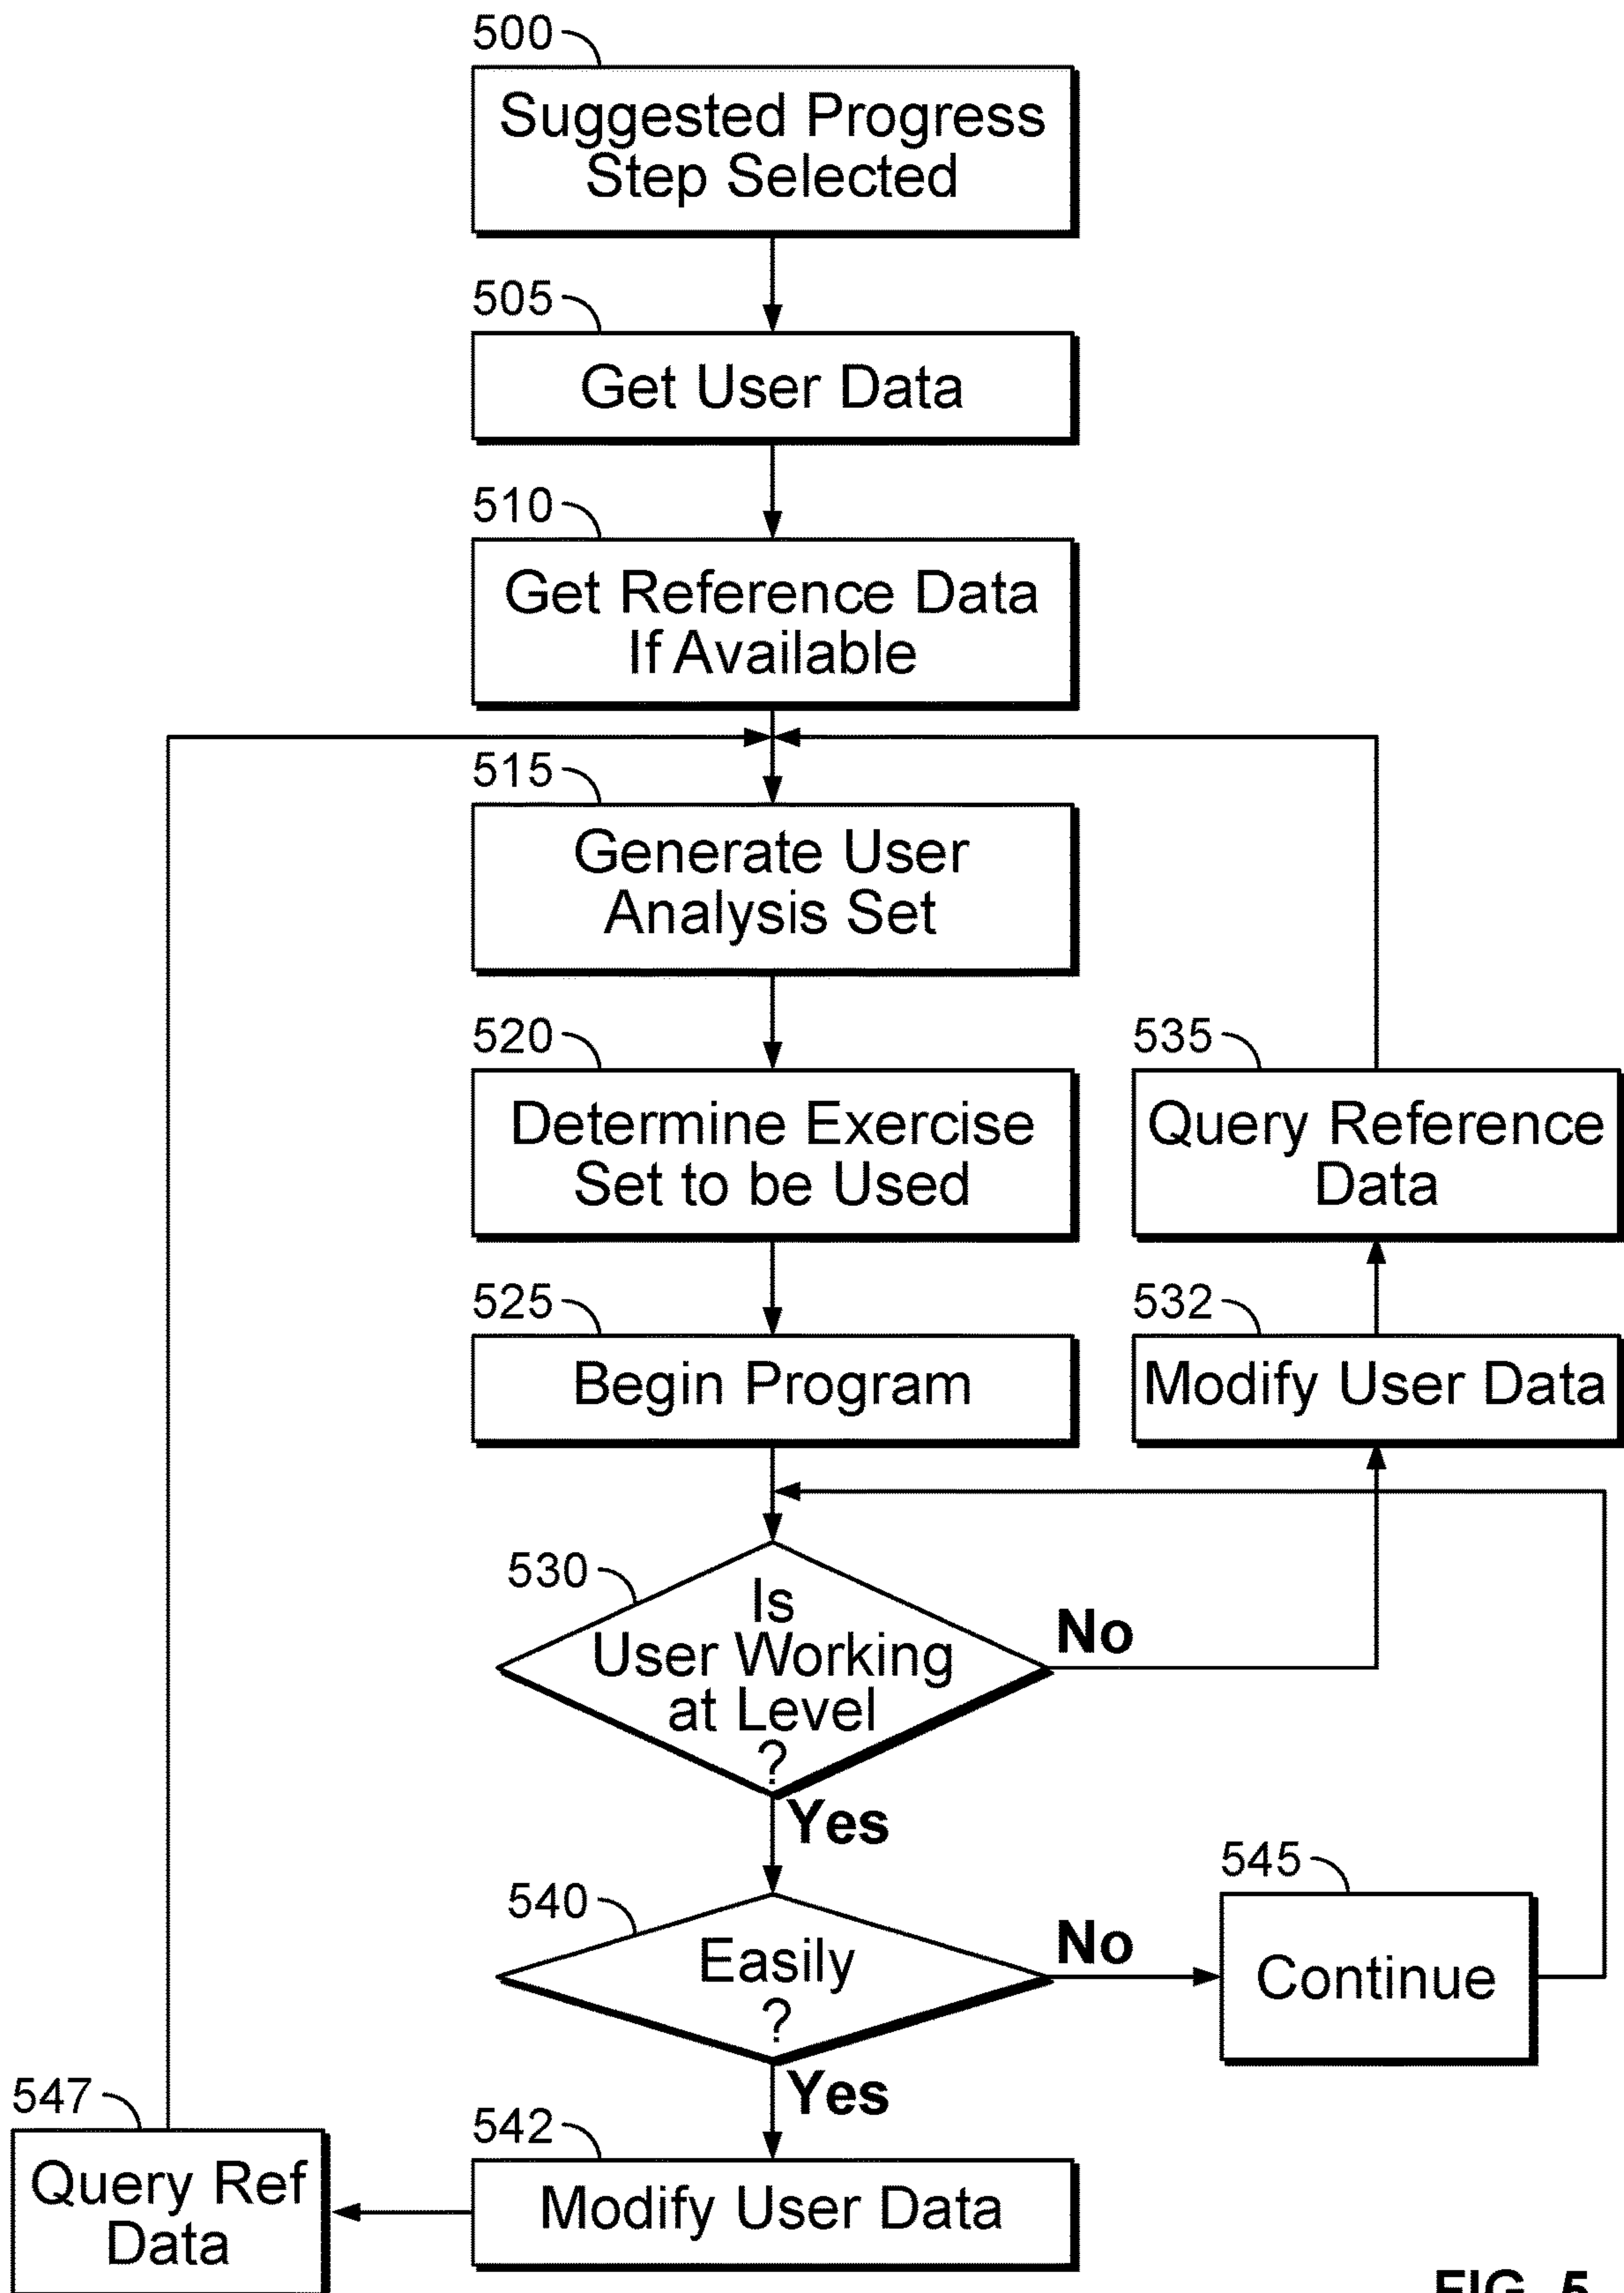 500
Suggested Progress
Step Selected
505
Get User Data
510
Get Reference Data
If Available
515
Generate User
Analysis Set
520
Determine Exercise
Set to be Used
535
Query Reference
Data
525
Begin Program
532
Modify User Data
530
Is
User Working
at Level
?
No
Yes
540
Easily
?
No
545
Continue
Yes
547
Query Ref
Data
542
Modify User Data
FIG. 5